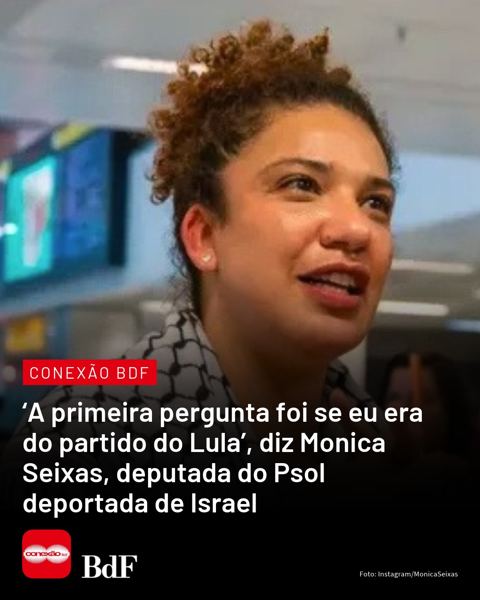 CONEXÃO BDF
‘A primeira pergunta foi se eu era
do partido do Lula’, diz Monica
Seixas, deputada do Psol
deportada de Israel
conexão BdF
BdF
Foto: Instagram/MonicaSeixas